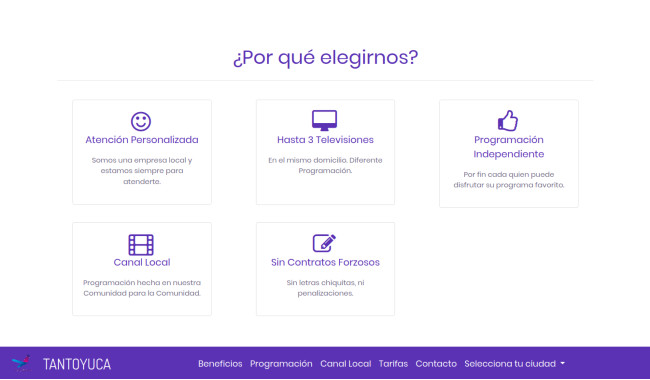 ¿Por qué elegirnos?
Atención Personalizada
Somos una empresa local y
estamos siempre para
atenderte.
Hasta 3 Televisiones
En el mismo domicilio. Diferente
Programación.
Programación
Independiente
Por fin cada quien puede
disfrutar su programa favorito.
Canal Local
Programación hecha en nuestra
Comunidad para la Comunidad.
Sin Contratos Forzosos
Sin letras chiquitas, ni
penalizaciones.
TANTOYUCA Beneficios Programación Canal Local Tarifas Contacto Selecciona tu ciudad